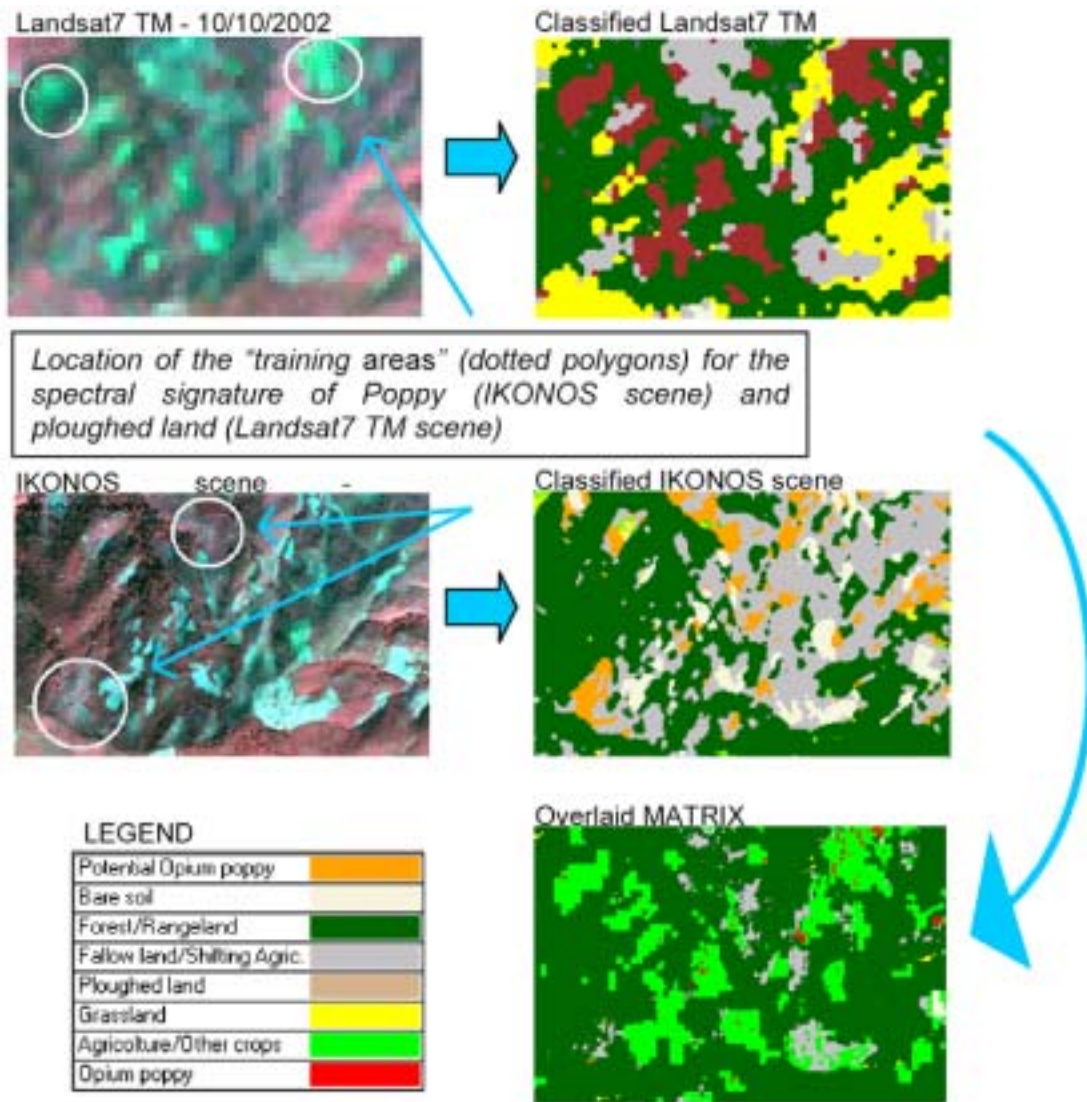 Landsat7 TM - 10/10/2002
Classified Landsat7 TM
Location of the "training areas" (dotted polygons) for the
spectral signature of Poppy (IKONOS scene) and
ploughed land (Landsat7 TM scene)
IKONOS scene -
Classified IKONOS scene
Overlaid MATRIX
LEGEND
Potential Opium poppy
Bare soil
Forest/Rangeland
Fallow land/Shifting Agric.
Ploughed land
Grassland
Agricolture/Other crops
Opium poppy